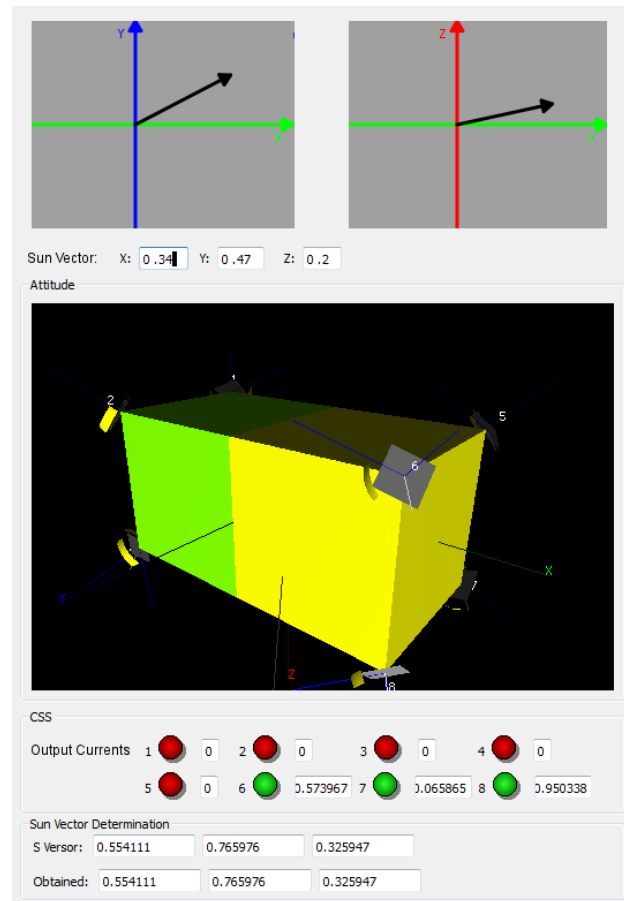 Y
X
Z
X
Sun Vector: X: 0.34 Y: 0.47 Z: 0.2
Attitude
1
2
5
6
Y
X
7
Z
8
CSS
Output Currents 1 0 2 0 3 0 4 0
5 0 6 0.573967 7 0.065865 8 0.950338
Sun Vector Determination
S Versor: 0.554111 0.765976 0.325947
Obtained: 0.554111 0.765976 0.325947